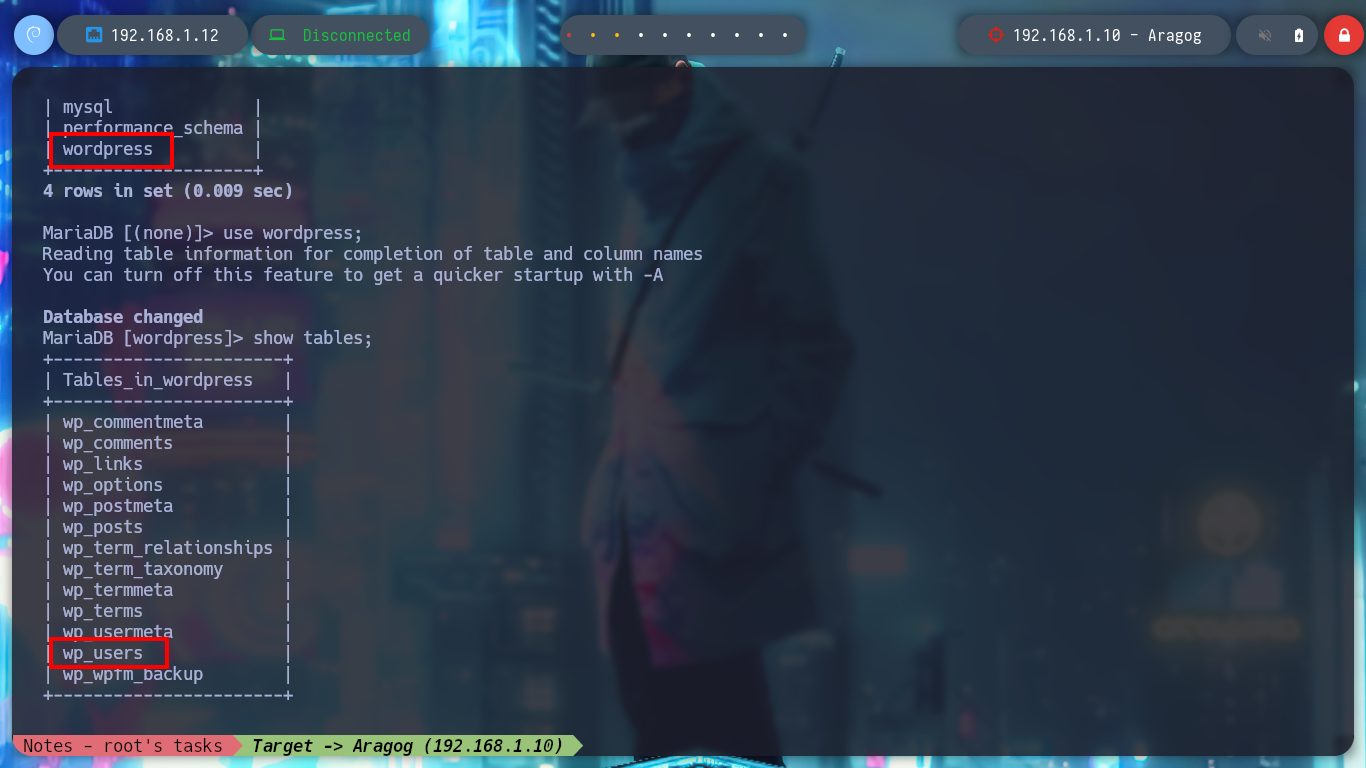 192.168.1.12
Disconnected
192.168.1.10 - Aragog
| mysql              |
| performance_schema |
| wordpress          |
+--------------------+
4 rows in set (0.009 sec)
MariaDB [(none)]> use wordpress;
Reading table information for completion of table and column names
You can turn off this feature to get a quicker startup with -A
Database changed
MariaDB [wordpress]> show tables;
+-----------------------+
| Tables_in_wordpress   |
+-----------------------+
| wp_commentmeta        |
| wp_comments           |
| wp_links              |
| wp_options            |
| wp_postmeta           |
| wp_posts              |
| wp_term_relationships |
| wp_term_taxonomy      |
| wp_termmeta           |
| wp_terms              |
| wp_usermeta           |
| wp_users              |
| wp_wpfm_backup        |
+-----------------------+
Notes - root's tasks
Target -> Aragog (192.168.1.10)